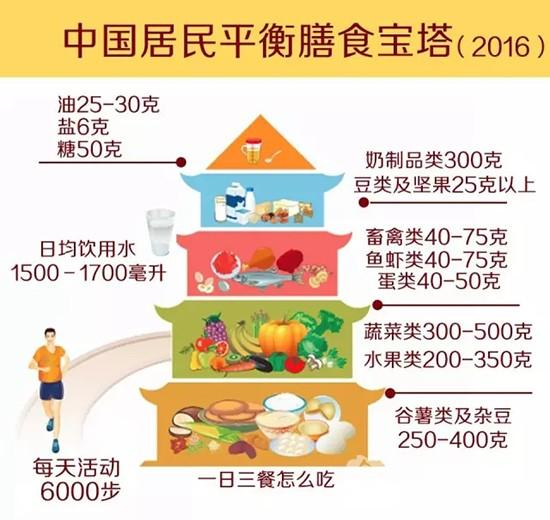 中国居民平衡膳食宝塔（2016）
油25-30克
盐6克
糖50克
奶制品类300克
豆类及坚果25克以上
日均饮用水
1500-1700毫升
畜禽类40-75克
鱼虾类40-75克
蛋类40-50克
蔬菜类300-500克
水果类200-350克
谷薯类及杂豆
250-400克
每天活动
6000步
一日三餐怎么吃